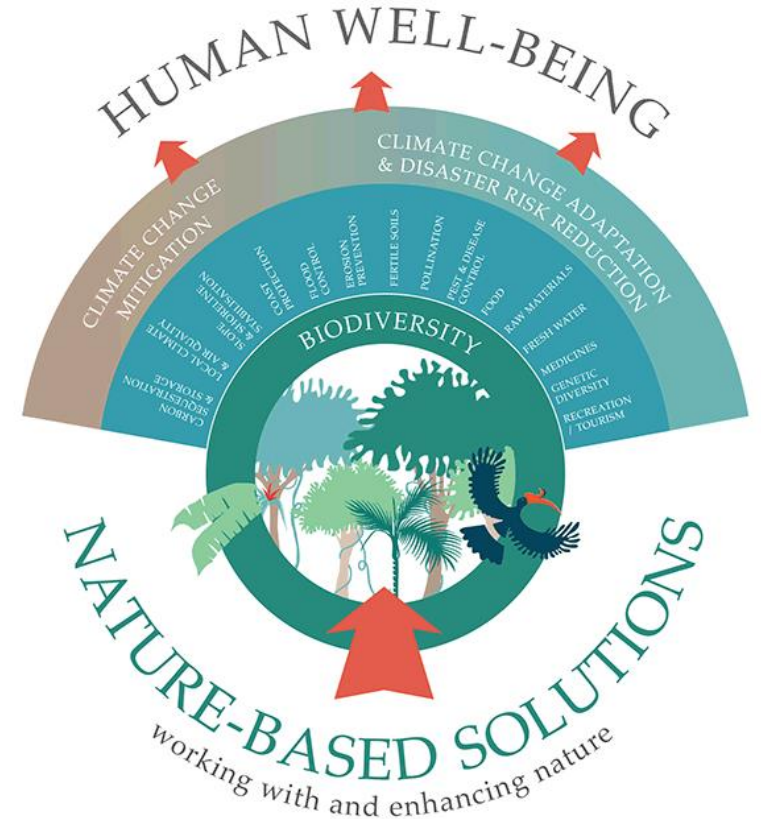 HUMAN WELL-BEING
CLIMATE CHANGE
MITIGATION
CLIMATE CHANGE ADAPTATION
& DISASTER RISK REDUCTION
CARBON
SEQUESTRATION
& STORAGE
LOCAL CLIMATE
& AIR QUALITY
SLOPE
& SHORELINE
STABILISATION
COAST
PROTECTION
FLOOD
CONTROL
EROSION
PREVENTION
FERTILE SOILS
POLLINATION
PEST & DISEASE
CONTROL
FOOD
RAW MATERIALS
FRESH WATER
MEDICINES
GENETIC
DIVERSITY
RECREATION
/ TOURISM
BIODIVERSITY
NATURE-BASED SOLUTIONS
working with and enhancing nature